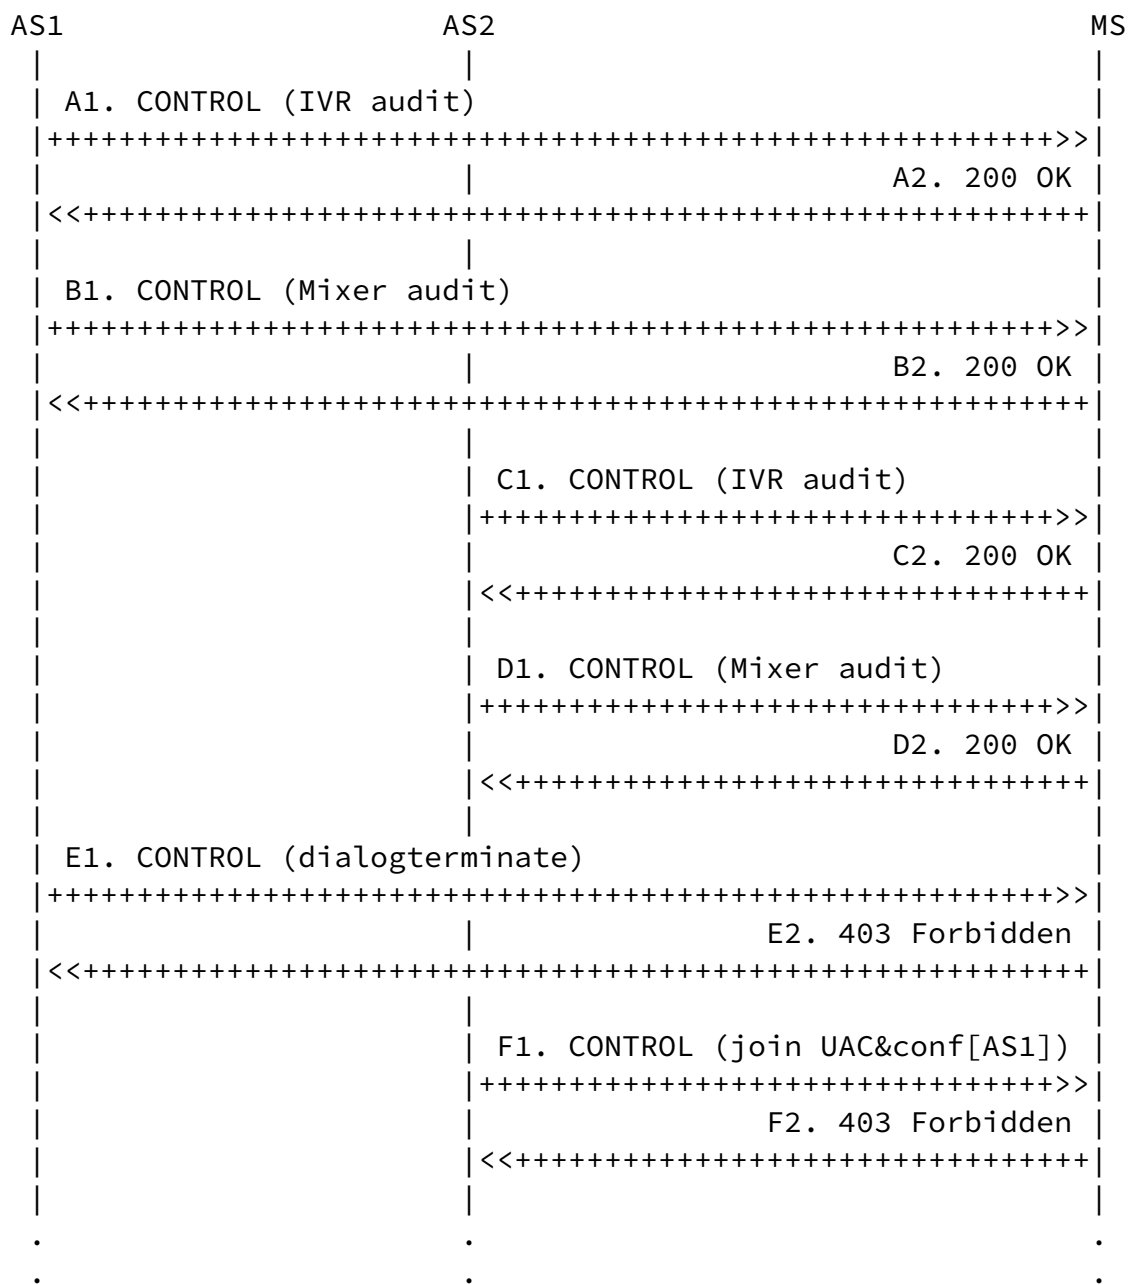 AS1                     AS2                                 MS
 |                       |                                  |
 | A1. CONTROL (IVR audit)                                  |
 |++++++++++++++++++++++++++++++++++++++++++++++++++++++++>>|
 |                       |                       A2. 200 OK |
 |<<++++++++++++++++++++++++++++++++++++++++++++++++++++++++|
 |                       |                                  |
 | B1. CONTROL (Mixer audit)                                |
 |++++++++++++++++++++++++++++++++++++++++++++++++++++++++>>|
 |                       |                       B2. 200 OK |
 |<<++++++++++++++++++++++++++++++++++++++++++++++++++++++++|
 |                       |                                  |
 |                       | C1. CONTROL (IVR audit)          |
 |                       |++++++++++++++++++++++++++++++++>>|
 |                       |                       C2. 200 OK |
 |                       |<<++++++++++++++++++++++++++++++++|
 |                       |                                  |
 |                       | D1. CONTROL (Mixer audit)        |
 |                       |++++++++++++++++++++++++++++++++>>|
 |                       |                       D2. 200 OK |
 |                       |<<++++++++++++++++++++++++++++++++|
 |                       |                                  |
 | E1. CONTROL (dialogterminate)                            |
 |++++++++++++++++++++++++++++++++++++++++++++++++++++++++>>|
 |                       |                E2. 403 Forbidden |
 |<<++++++++++++++++++++++++++++++++++++++++++++++++++++++++|
 |                       |                                  |
 |                       | F1. CONTROL (join UAC&conf[AS1]) |
 |                       |++++++++++++++++++++++++++++++++>>|
 |                       |                F2. 403 Forbidden |
 |                       |<<++++++++++++++++++++++++++++++++|
 |                       |                                  |
 .                       .                                  .
 .                       .                                  .